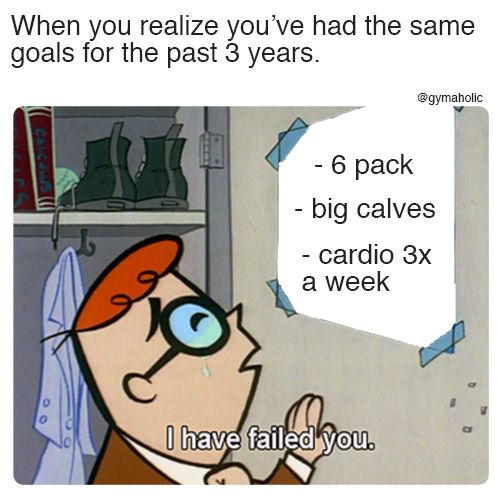 When you realize you’ve had the same
goals for the past 3 years.
@gymaholic
- 6 pack
- big calves
- cardio 3x
a week
I have failed you.